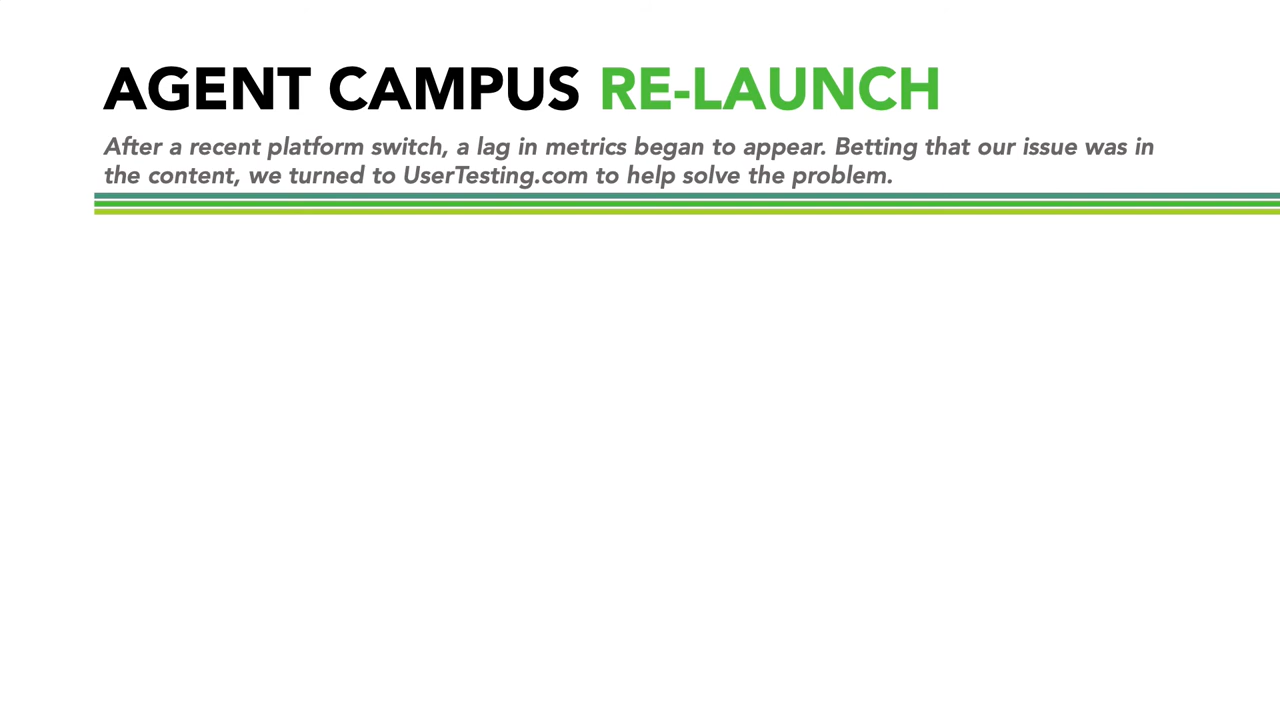 AGENT CAMPUS RE-LAUNCH
After a recent platform switch, a lag in metrics began to appear. Betting that our issue was in
the content, we turned to UserTesting.com to help solve the problem.